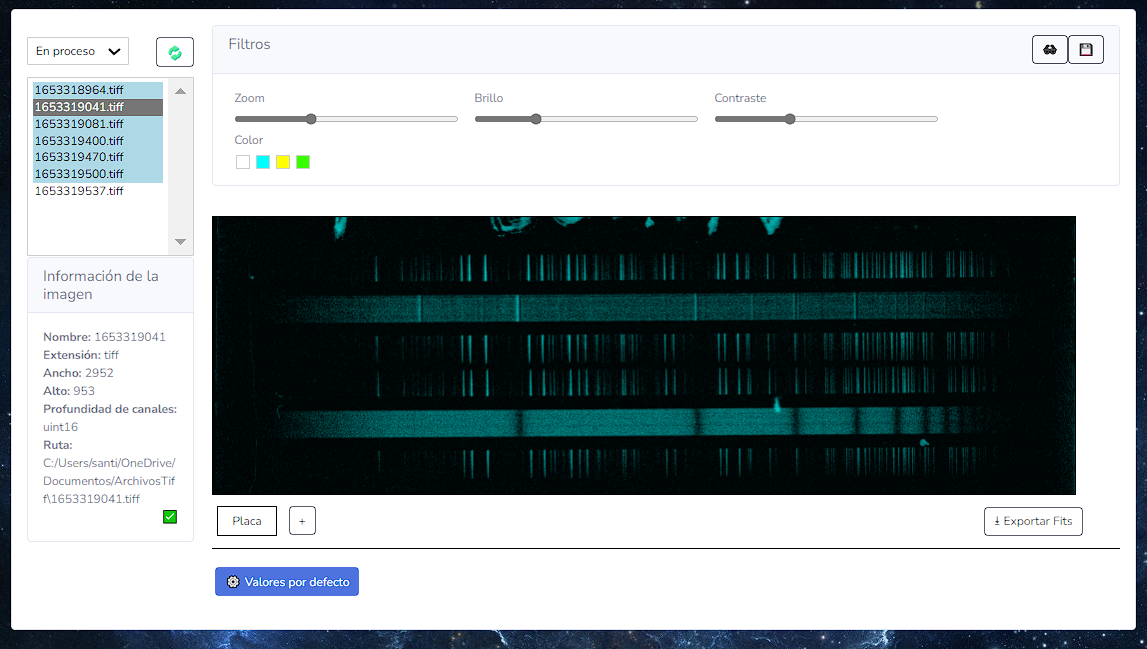 En proceso
1653318964.tiff
1653319041.tiff
1653319081.tiff
1653319400.tiff
1653319470.tiff
1653319500.tiff
1653319537.tiff
Información de la
imagen
Nombre: 1653319041
Extensión: tiff
Ancho: 2952
Alto: 953
Profundidad de canales:
uint16
Ruta:
C:/Users/santi/OneDrive/
Documentos/ArchivosTif
f\1653319041.tiff
Filtros
Zoom
Brillo
Contraste
Color
Placa
+
Exportar Fits
Valores por defecto